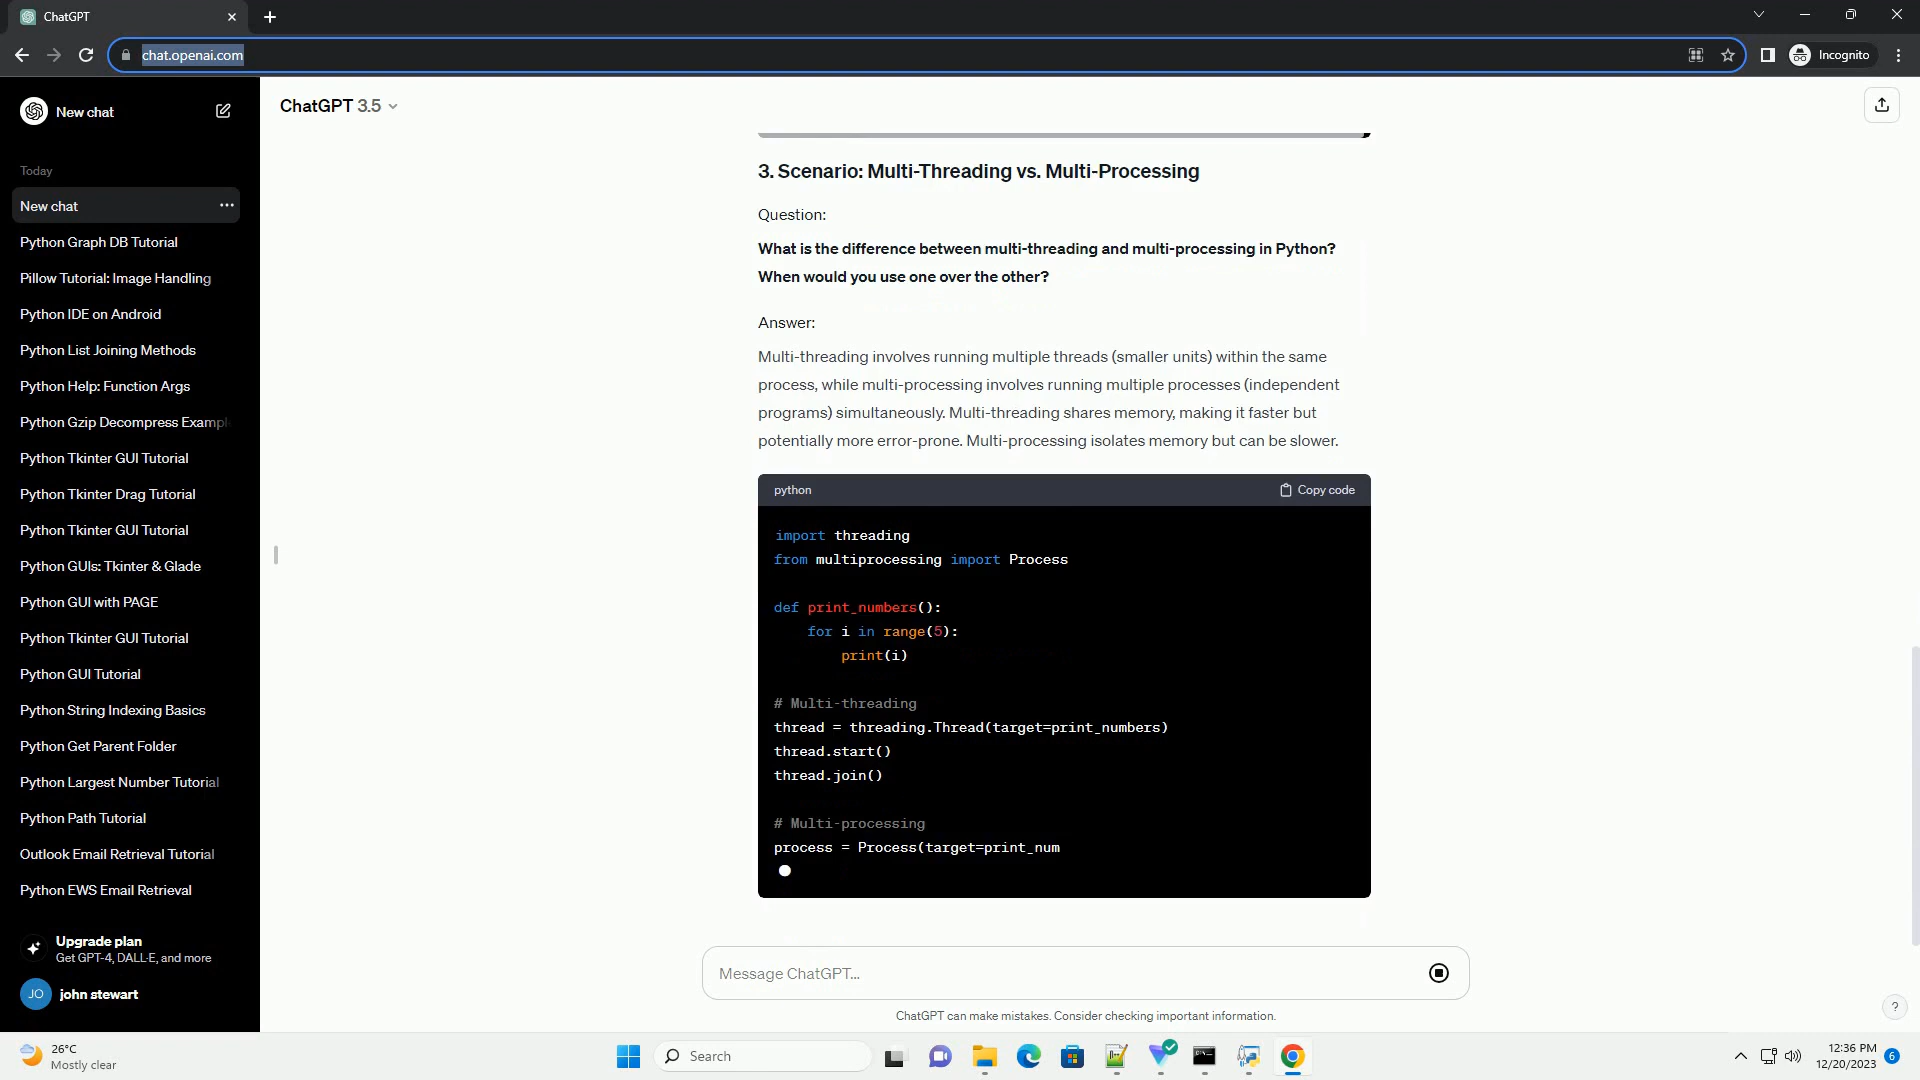 ChatGPT
chat.openai.com
Incognito
New chat
Today
New chat
Python Graph DB Tutorial
Pillow Tutorial: Image Handling
Python IDE on Android
Python List Joining Methods
Python Help: Function Args
Python Gzip Decompress Exampl
Python Tkinter GUI Tutorial
Python Tkinter Drag Tutorial
Python Tkinter GUI Tutorial
Python GUIs: Tkinter & Glade
Python GUI with PAGE
Python Tkinter GUI Tutorial
Python GUI Tutorial
Python String Indexing Basics
Python Get Parent Folder
Python Largest Number Tutorial
Python Path Tutorial
Outlook Email Retrieval Tutorial
Python EWS Email Retrieval
Upgrade plan
Get GPT-4, DALL·E, and more
JO john stewart
ChatGPT 3.5
3. Scenario: Multi-Threading vs. Multi-Processing
Question:
What is the difference between multi-threading and multi-processing in Python?
When would you use one over the other?
Answer:
Multi-threading involves running multiple threads (smaller units) within the same
process, while multi-processing involves running multiple processes (independent
programs) simultaneously. Multi-threading shares memory, making it faster but
potentially more error-prone. Multi-processing isolates memory but can be slower.
python Copy code
import threading
from multiprocessing import Process
def print_numbers():
    for i in range(5):
        print(i)
# Multi-threading
thread = threading.Thread(target=print_numbers)
thread.start()
thread.join()
# Multi-processing
process = Process(target=print_num
Message ChatGPT...
ChatGPT can make mistakes. Consider checking important information.
?
26°C
Mostly clear
Search
12:36 PM
12/20/2023
6